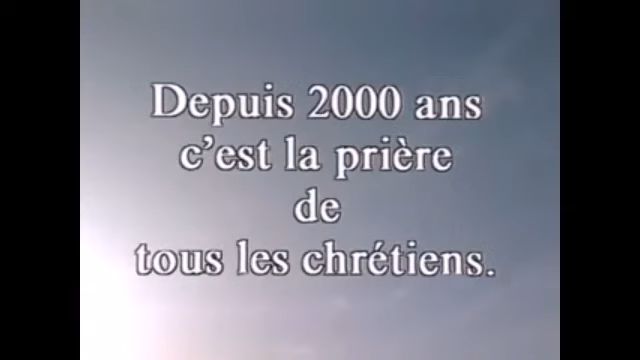 Depuis 2000 ans
c'est la prière
de
tous les chrétiens.